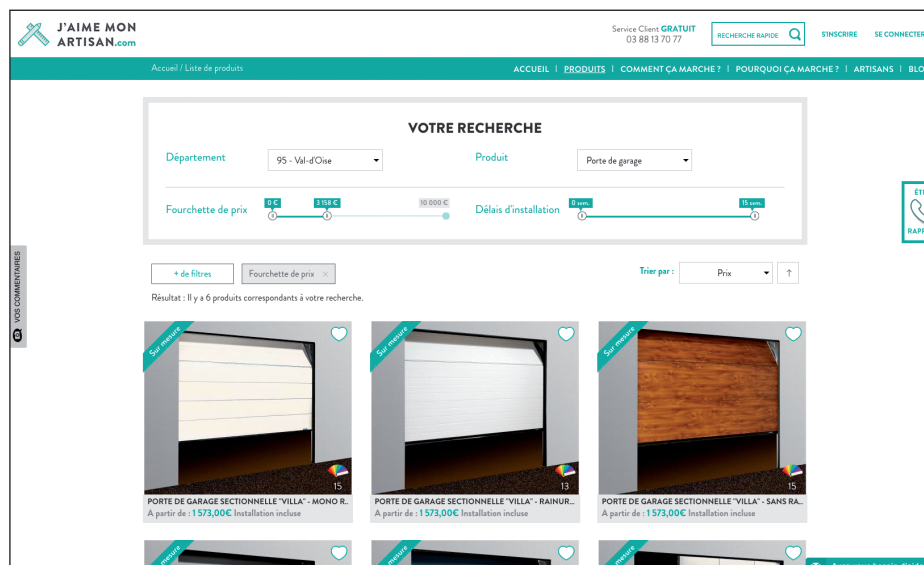 J'AIME MON
ARTISAN.com
Service Client GRATUIT
03 88 13 70 77
RECHERCHE RAPIDE
S'INSCRIRE
SE CONNECTER
Accueil / Liste de produits
ACCUEIL | PRODUITS | COMMENT ÇA MARCHE ? | POURQUOI ÇA MARCHE ? | ARTISANS | BLO
VOTRE RECHERCHE
Département
95 - Val-d'Oise
Produit
Porte de garage
Fourchette de prix
0 €
3 158 €
10 000 €
Délais d'installation
0 sem.
15 sem.
ÊT
RAPP
VOS COMMENTAIRES
+ de filtres
Fourchette de prix ×
Trier par :
Prix
↑
Résultat : Il y a 6 produits correspondants à votre recherche.
Sur mesure
15
PORTE DE GARAGE SECTIONNELLE "VILLA" - MONO R..
A partir de : 1 573,00€ Installation incluse
Sur mesure
13
PORTE DE GARAGE SECTIONNELLE "VILLA" - RAINUR...
A partir de : 1 573,00€ Installation incluse
Sur mesure
15
PORTE DE GARAGE SECTIONNELLE "VILLA" - SANS RA...
A partir de : 1 573,00€ Installation incluse
mesure
mesure
mesure